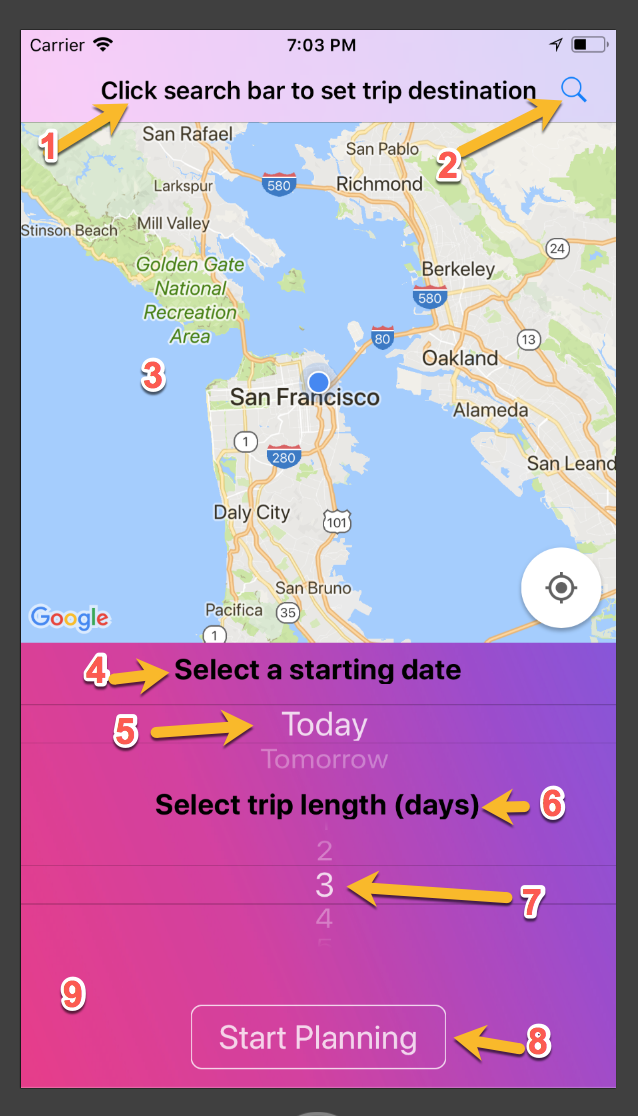 Carrier 7:03 PM
Click search bar to set trip destination
1
2
San Rafael
San Pablo
Larkspur
580
Richmond
Stinson Beach
Mill Valley
24
Golden Gate
National
Recreation
Area
Berkeley
580
80
13
3
Oakland
San Francisco
Alameda
1
280
San Leand
Daly City
101
San Bruno
Pacifica
35
Google
1
4
Select a starting date
5
Today
Tomorrow
Select trip length (days)
6
2
3
7
4
5
9
Start Planning
8